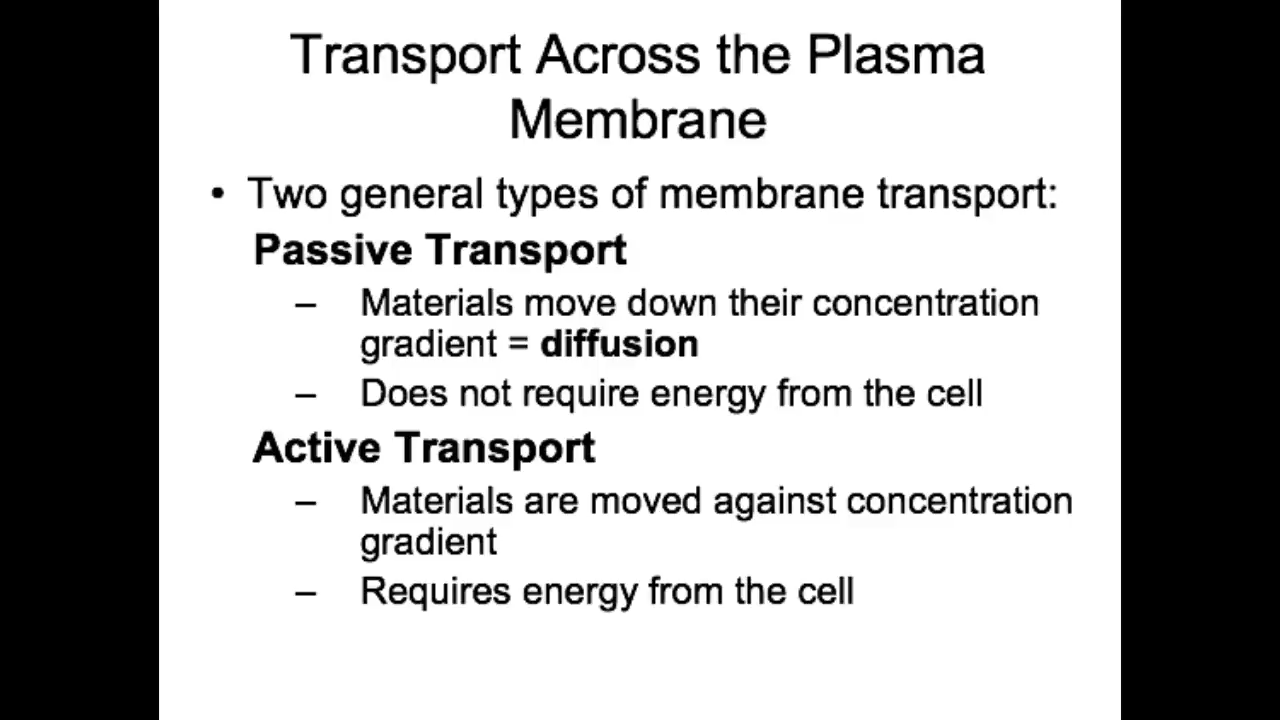 Transport Across the Plasma
Membrane
• Two general types of membrane transport:
Passive Transport
– Materials move down their concentration
gradient = diffusion
– Does not require energy from the cell
Active Transport
– Materials are moved against concentration
gradient
– Requires energy from the cell